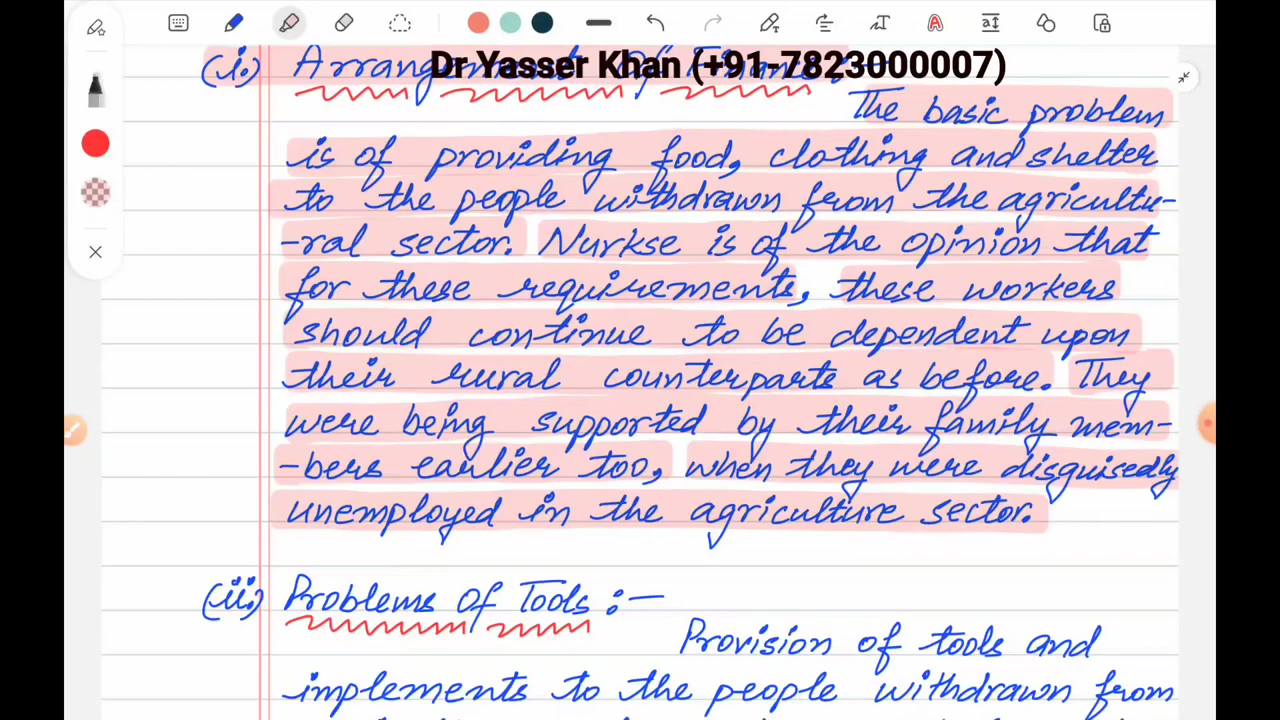 Dr Yasser Khan (+91-7823000007)
(i.) Arrangement Of Finance :—
The basic problem
is of providing food, clothing and shelter
to the people withdrawn from the agricultu-
-ral sector. Nurkse is of the opinion that
for these requirements, these workers
should continue to be dependent upon
their rural counterparts as before. They
were being supported by their family mem-
-bers earlier too, when they were disguisedly
unemployed in the agriculture sector.
(ii.) Problems Of Tools :—
Provision of tools and
implements to the people withdrawn from